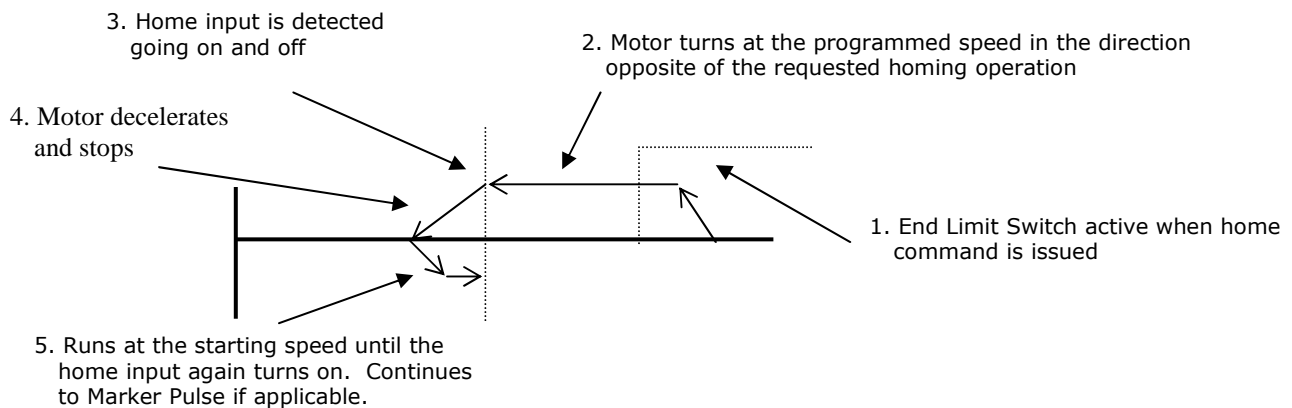 3. Home input is detected
going on and off
2. Motor turns at the programmed speed in the direction
opposite of the requested homing operation
4. Motor decelerates
and stops
1. End Limit Switch active when home
command is issued
5. Runs at the starting speed until the
home input again turns on. Continues
to Marker Pulse if applicable.